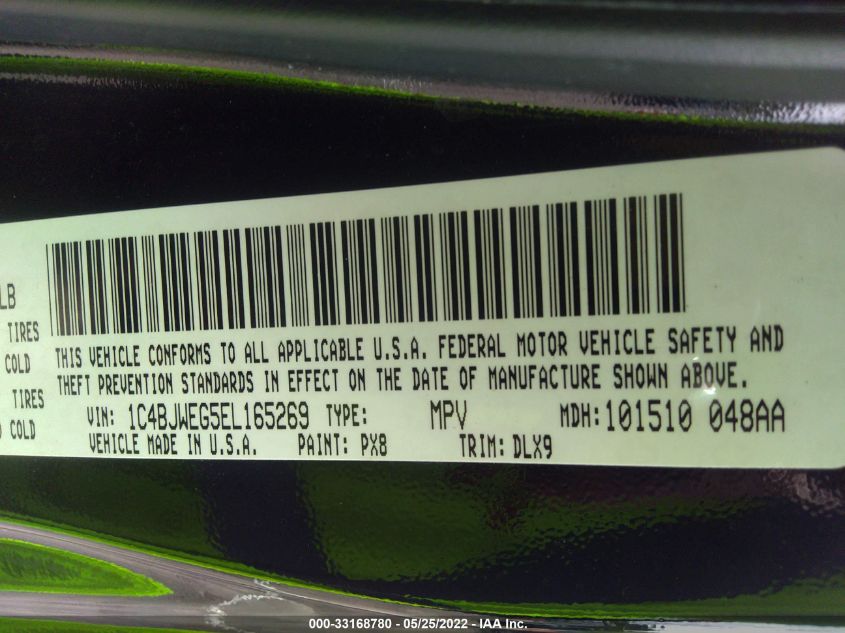 LB
TIRES
COLD
THIS VEHICLE CONFORMS TO ALL APPLICABLE U.S.A. FEDERAL MOTOR VEHICLE SAFETY AND
THEFT PREVENTION STANDARDS IN EFFECT ON THE DATE OF MANUFACTURE SHOWN ABOVE.
TIRES
COLD
VIN: 1C4BJWEG5EL165269 TYPE: MPV MDH:101510 048AA
VEHICLE MADE IN U.S.A. PAINT: PX8 TRIM: DLX9
000-33168780 - 05/25/2022 - IAA Inc.